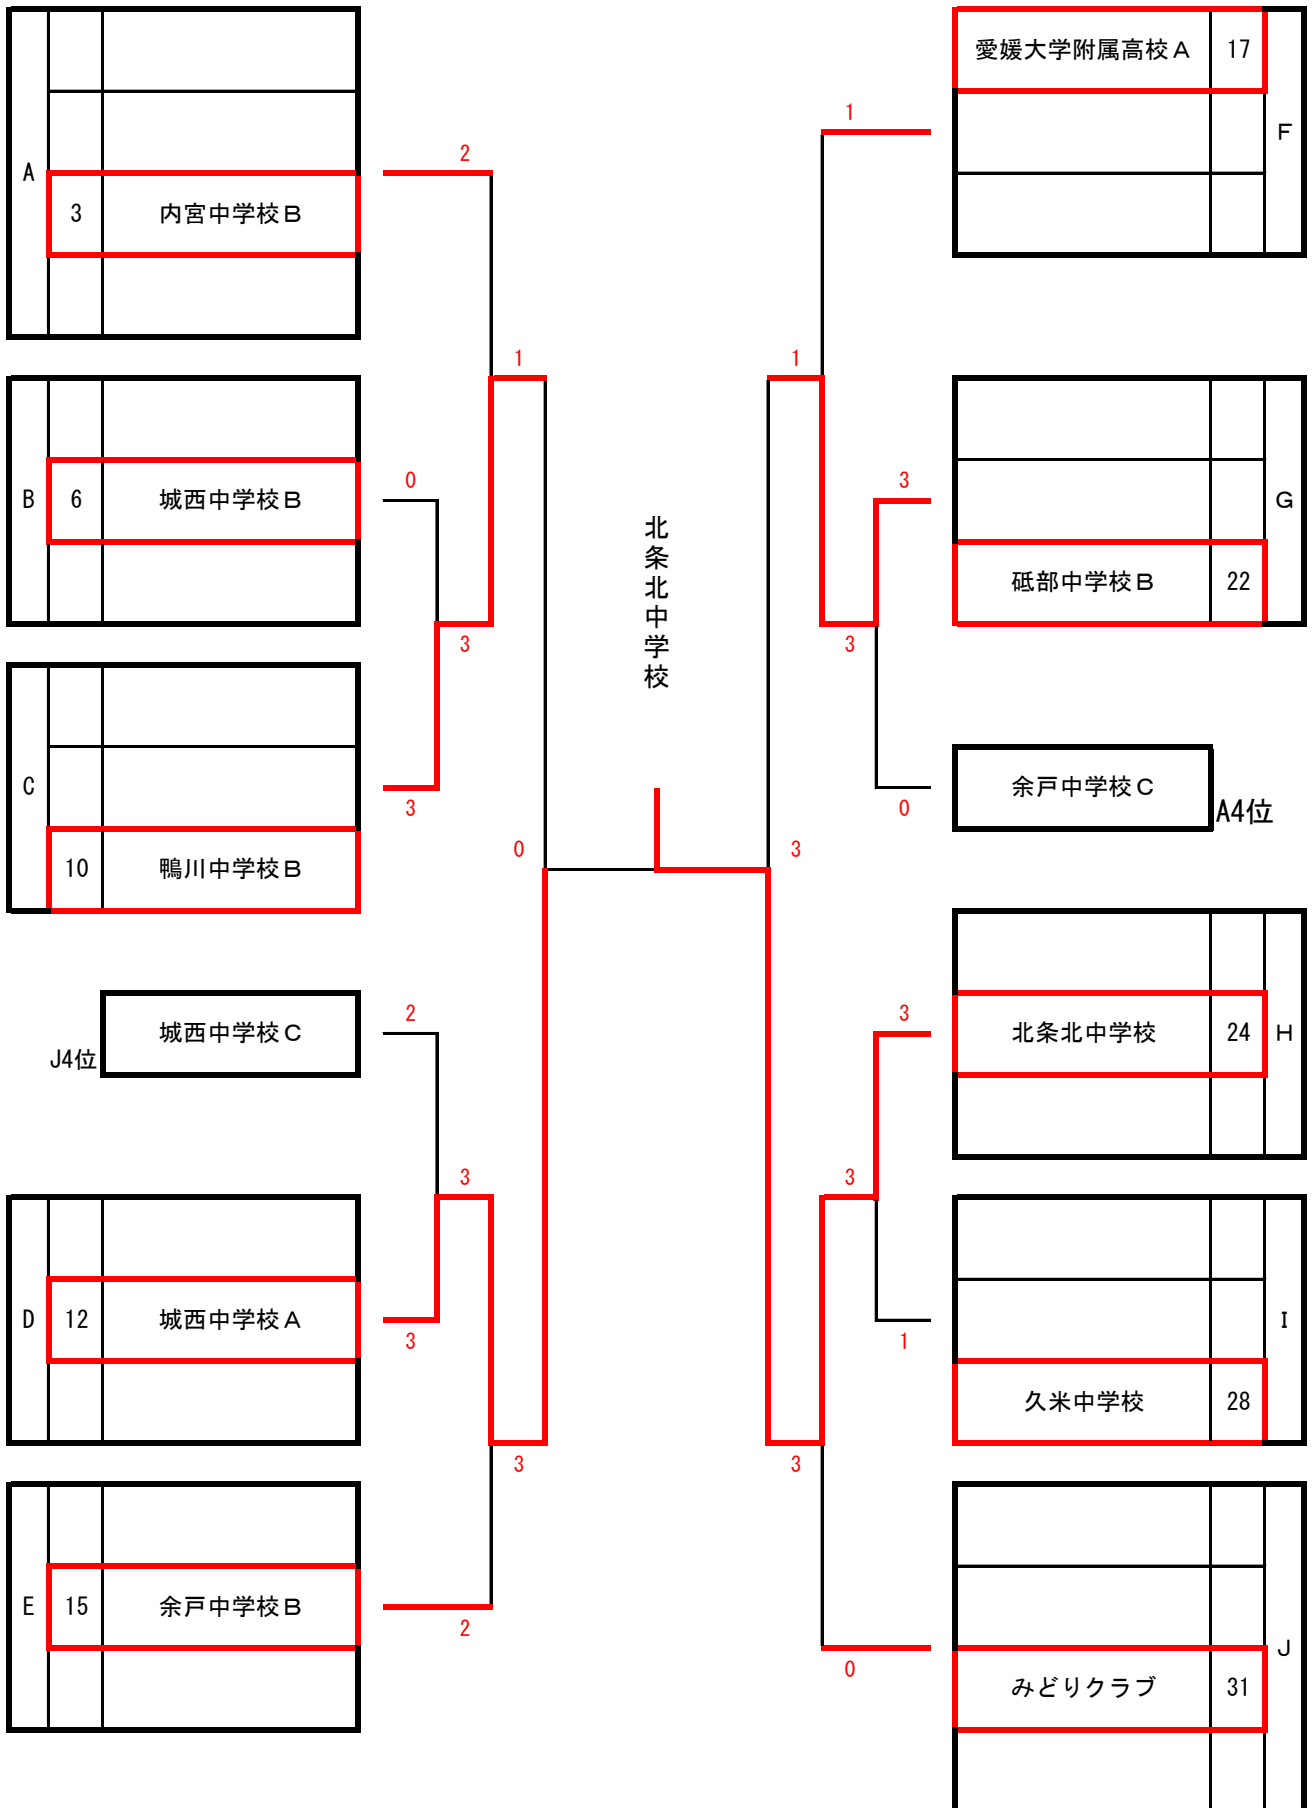 A
3 内宮中学校B
B
6 城西中学校B
C
10 鴨川中学校B
J4位 城西中学校C
D
12 城西中学校A
E
15 余戸中学校B
2
0
3
3
1
2
3
3
2
3
0
北条北中学校
3
1
3
1
3
3
0
3
3
1
0
愛媛大学附属高校A 17
F
G
砥部中学校B 22
余戸中学校C A4位
北条北中学校 24 H
I
久米中学校 28
J
みどりクラブ 31